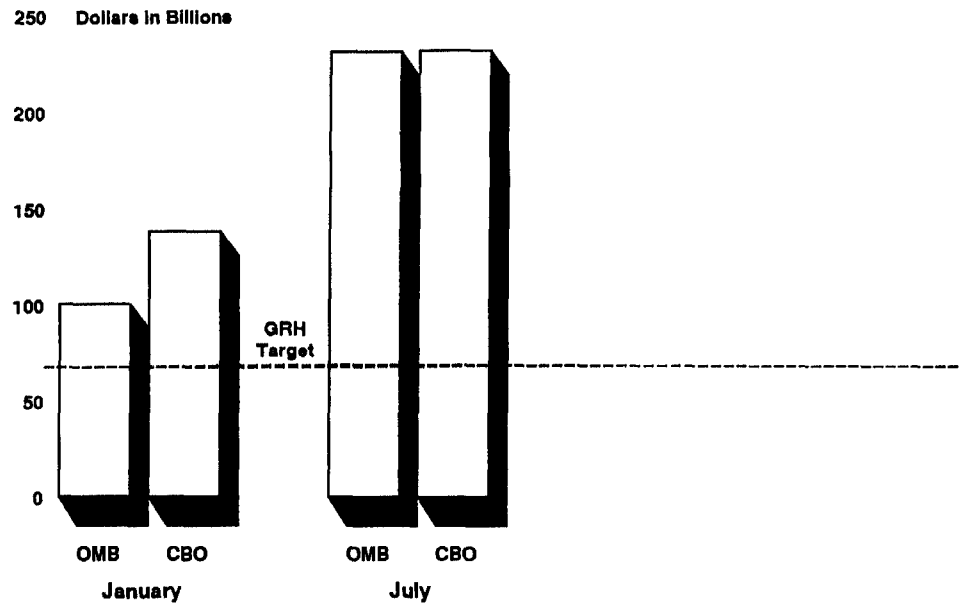 250 Dollars in Billions
200
150
100
GRH
Target
50
0
OMB CBO OMB CBO
January July